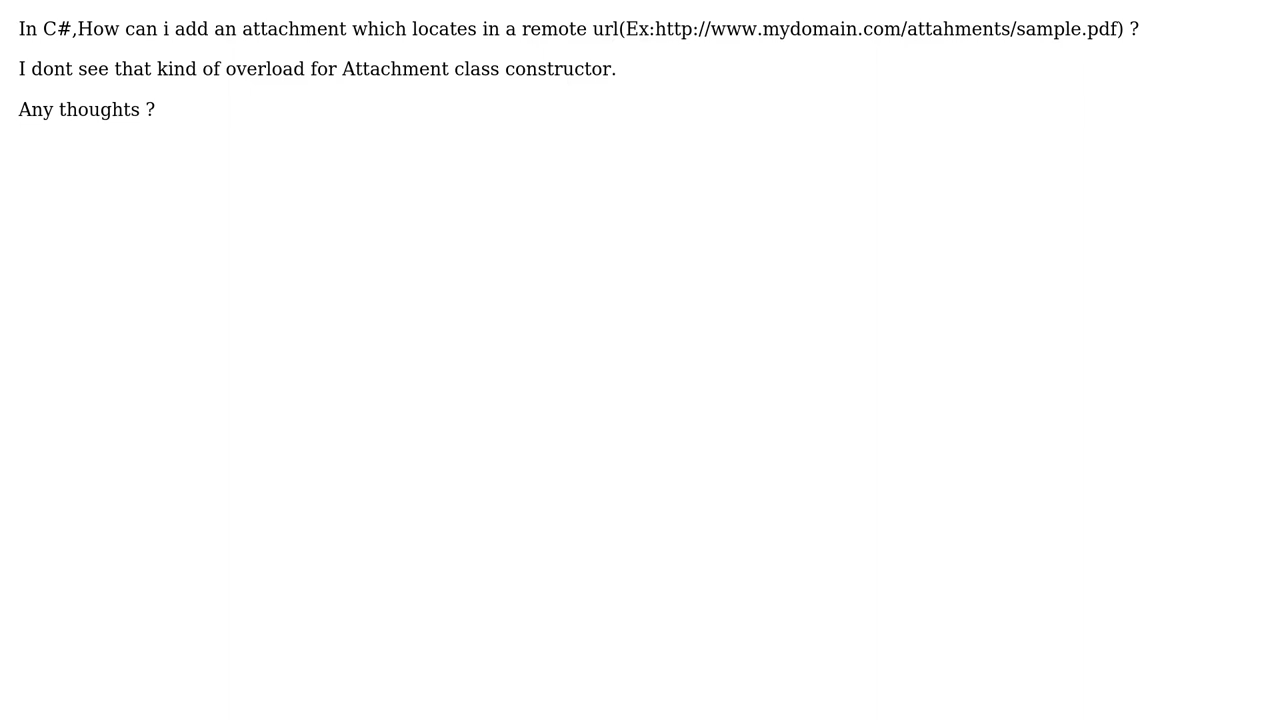 In C#,How can i add an attachment which locates in a remote url(Ex:http://www.mydomain.com/attahments/sample.pdf) ?
I dont see that kind of overload for Attachment class constructor.
Any thoughts ?